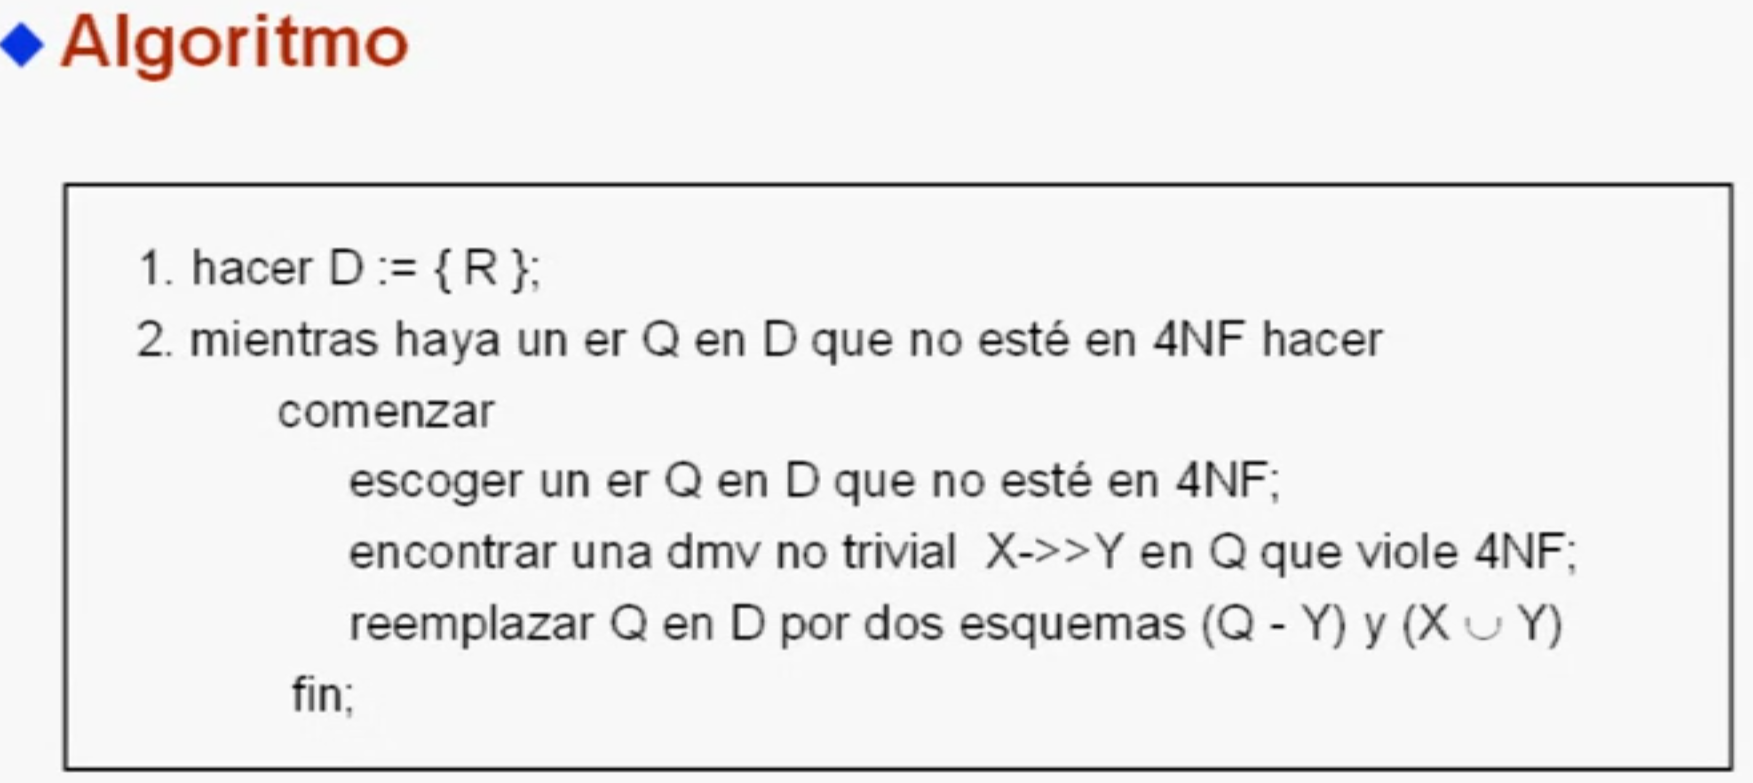 Algoritmo
1. hacer D := { R };
2. mientras haya un er Q en D que no esté en 4NF hacer
comenzar
escoger un er Q en D que no esté en 4NF;
encontrar una dmv no trivial X->>Y en Q que viole 4NF;
reemplazar Q en D por dos esquemas (Q - Y) y (X ∪ Y)
fin;